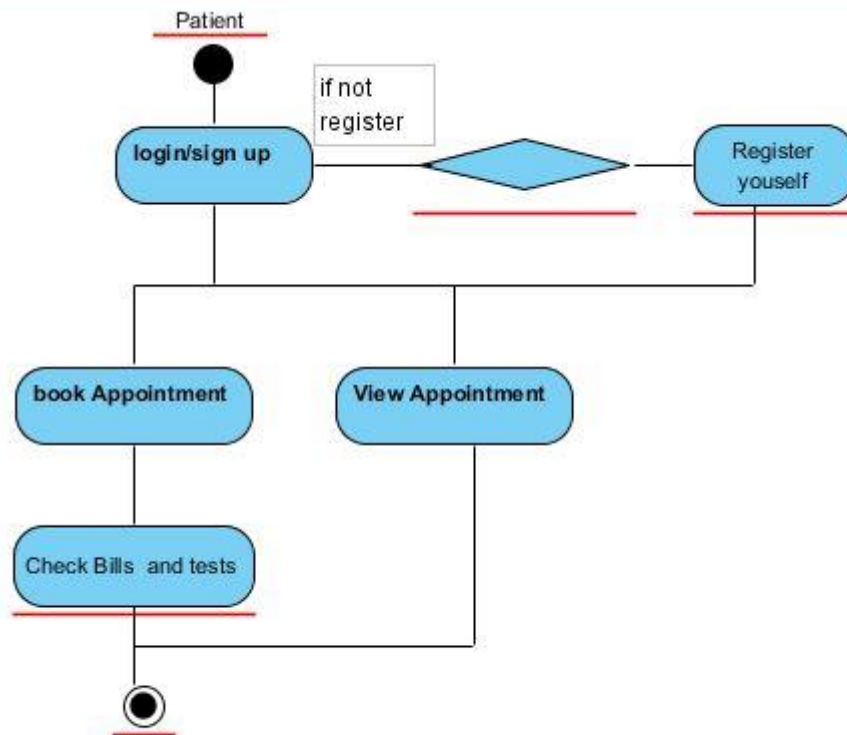 Patient
if not
register
login/sign up
Register
youself
book Appointment
View Appointment
Check Bills and tests